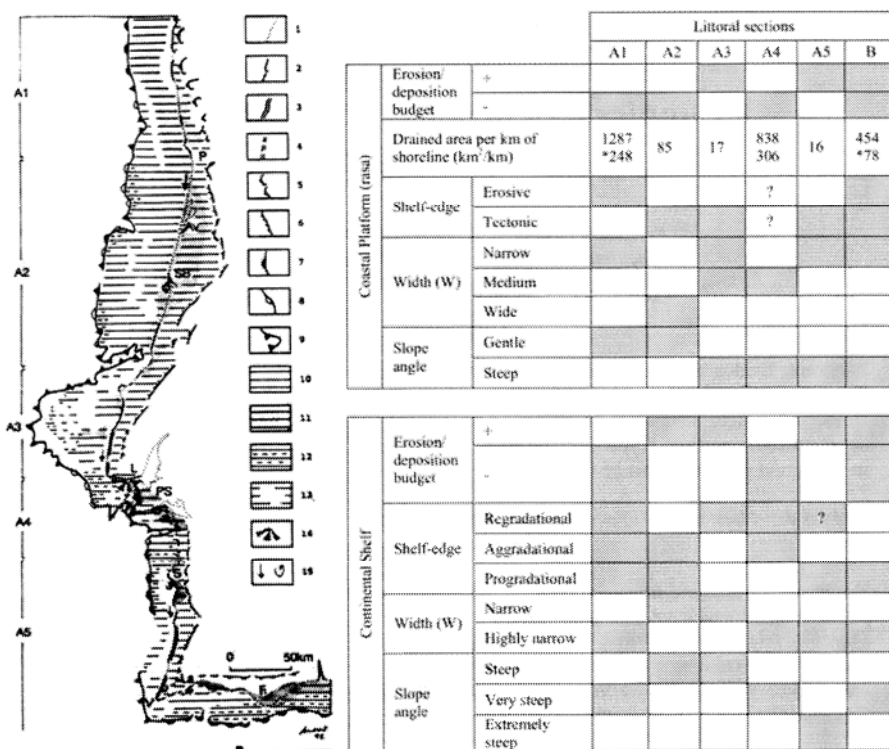 A1
A2
A3
A4
A5
P
SB
L
PS
F
0 50km
1
2
3
4
5
6
7
8
9
10
11
12
13
14
15
Littoral sections
A1 A2 A3 A4 A5 B
Coastal Platform (rasa)
Erosion/
deposition
budget
+
-
Drained area per km of
shoreline (km²/km)
1287
*248
85
17
838
306
16
454
*78
Shelf-edge
Erosive ?
Tectonic ?
Width (W)
Narrow
Medium
Wide
Slope
angle
Gentle
Steep
Continental Shelf
Erosion/
deposition
budget
+
-
Shelf-edge
Regradational ?
Aggradational
Progradational
Width (W)
Narrow
Highly narrow
Slope
angle
Steep
Very steep
Extremely
steep